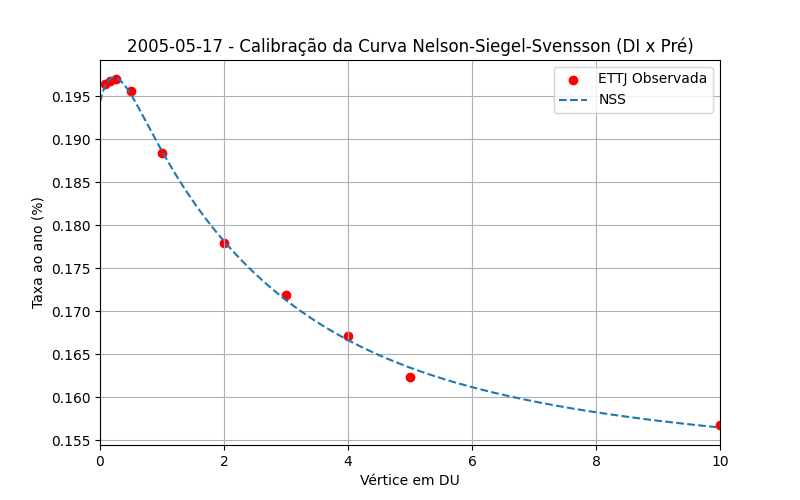 2005-05-17 - Calibração da Curva Nelson-Siegel-Svensson (DI x Pré)
ETTJ Observada
NSS
Taxa ao ano (%)
0.195
0.190
0.185
0.180
0.175
0.170
0.165
0.160
0.155
0 2 4 6 8 10
Vértice em DU